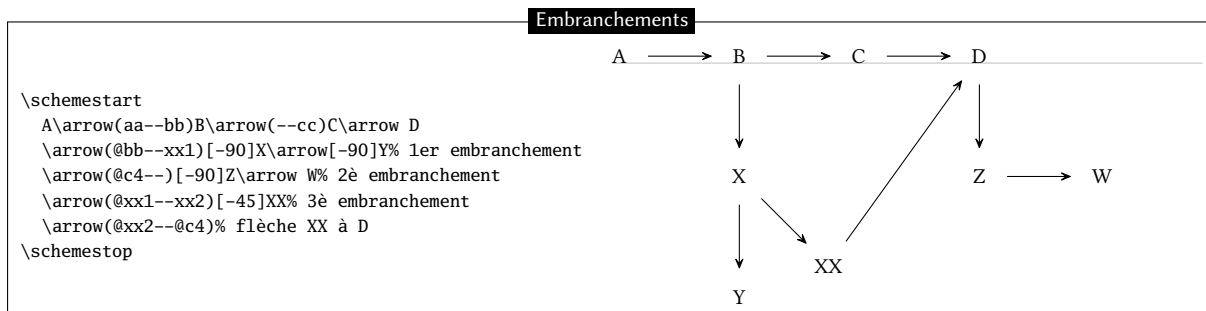 Embranchements
A B C D
\schemestart
A\arrow(aa--bb)B\arrow(--cc)C\arrow D
\arrow(@bb--xx1)[-90]X\arrow[-90]Y% 1er embranchement
\arrow(@c4--)[-90]Z\arrow W% 2è embranchement
\arrow(@xx1--xx2)[-45]XX% 3è embranchement
\arrow(@xx2--@c4)% flèche XX à D
\schemestop
X Z W
XX
Y